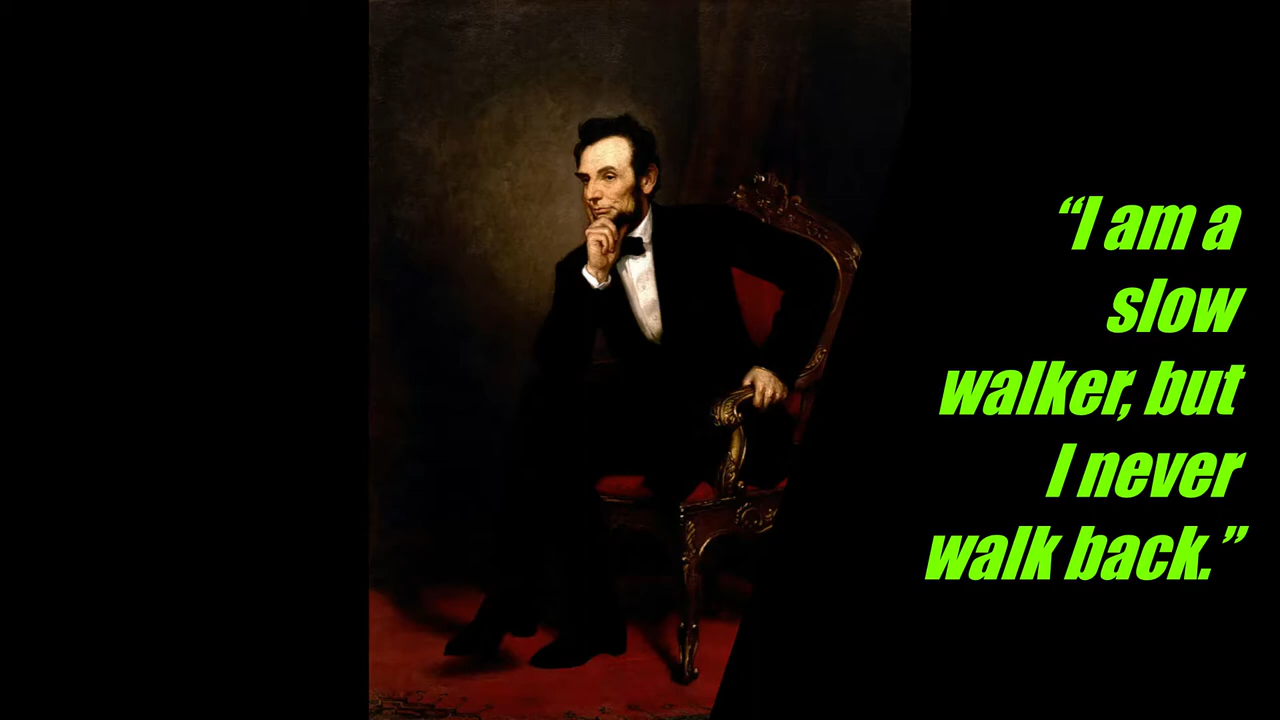 “I am a
slow
walker, but
I never
walk back.”